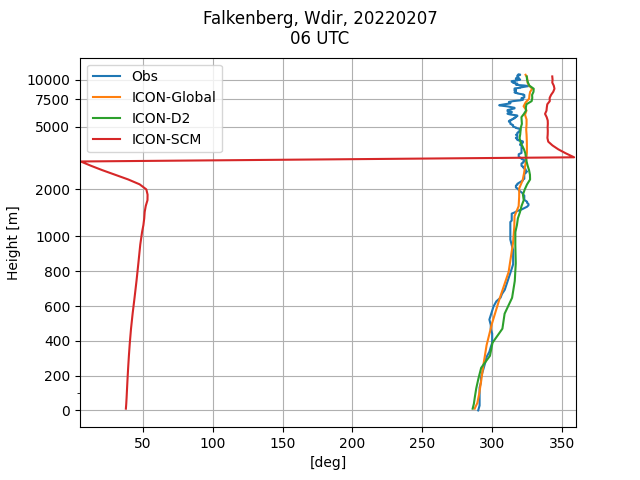 Falkenberg, Wdir, 20220207
06 UTC
Obs
ICON-Global
ICON-D2
ICON-SCM
10000
7500
5000
2000
1000
800
600
400
200
0
Height [m]
50
100
150
200
250
300
350
[deg]